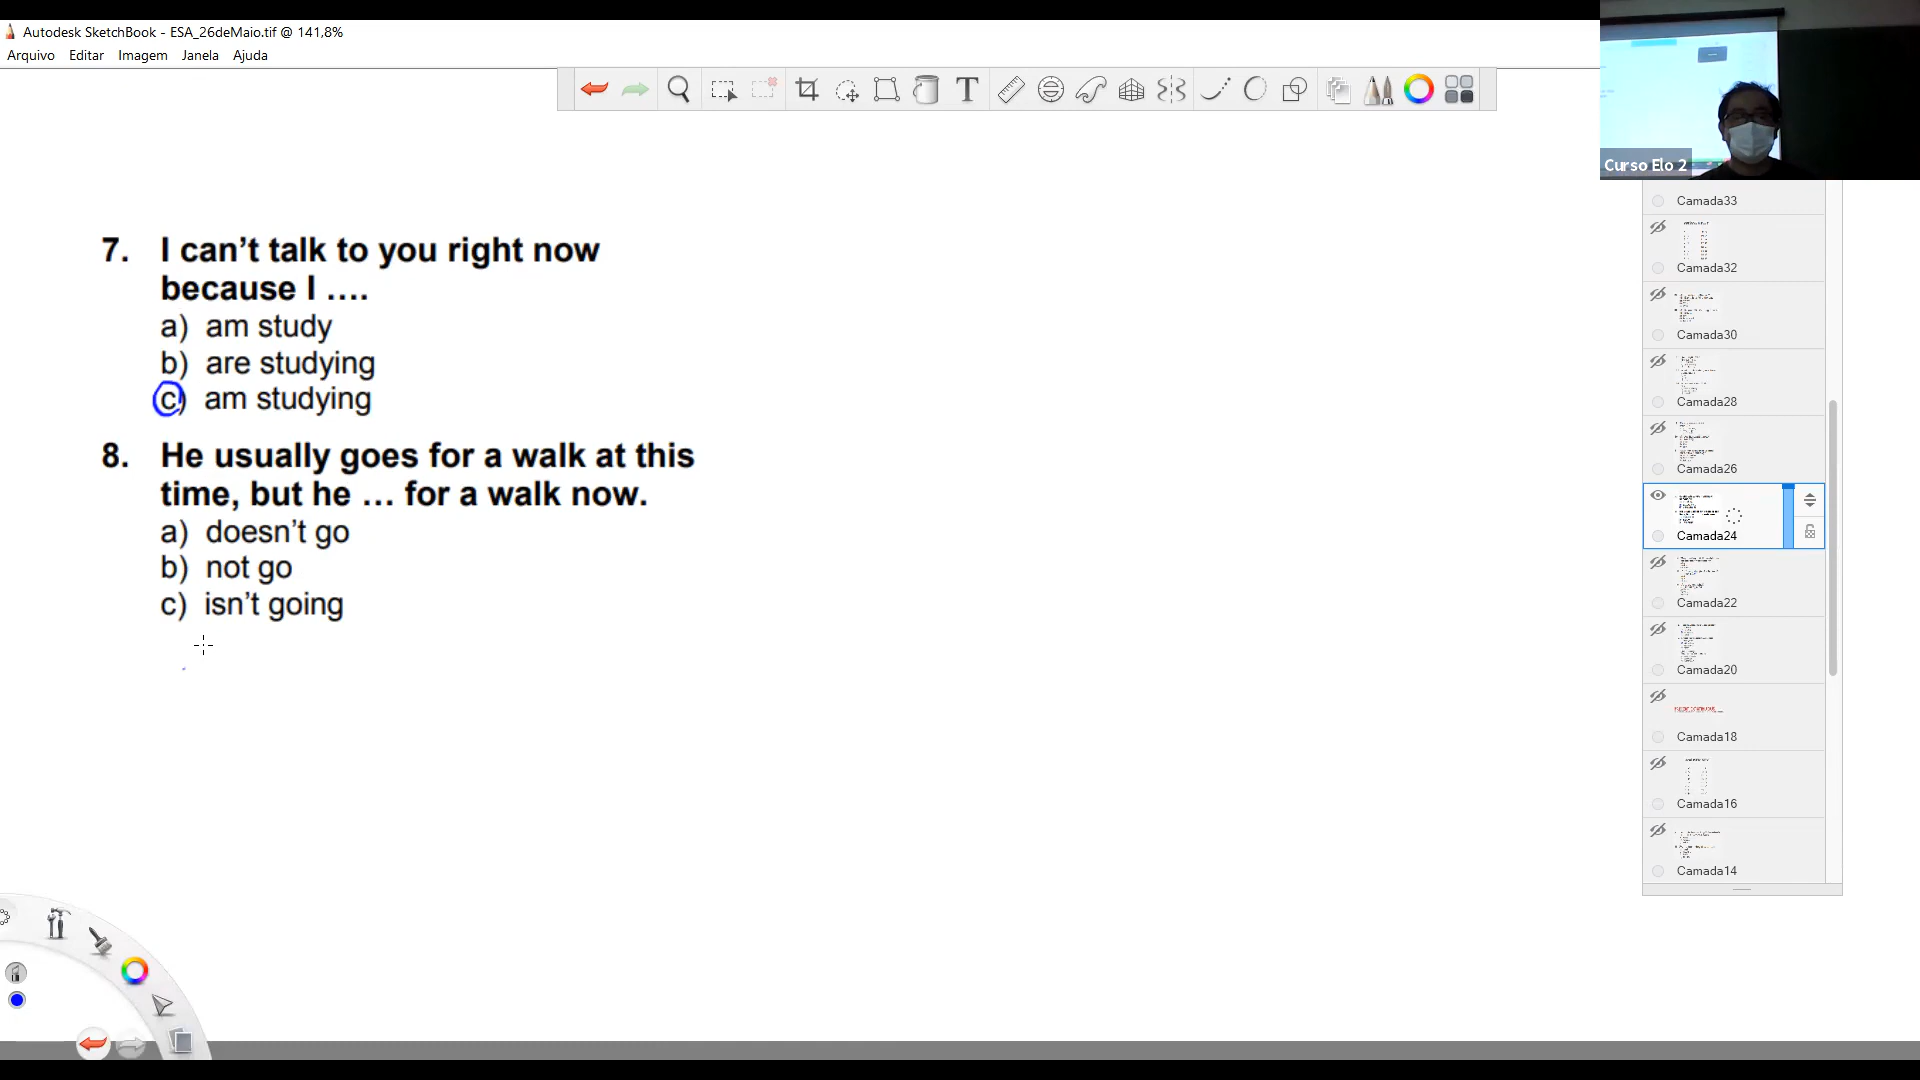 Autodesk SketchBook - ESA_26deMaio.tif @ 141,8%
Arquivo Editar Imagem Janela Ajuda
T
Curso Elo 2
7. I can’t talk to you right now
because I ….
a) am study
b) are studying
c) am studying
8. He usually goes for a walk at this
time, but he … for a walk now.
a) doesn’t go
b) not go
c) isn’t going
Camada33
Camada32
Camada30
Camada28
Camada26
Camada24
Camada22
Camada20
Camada18
Camada16
Camada14